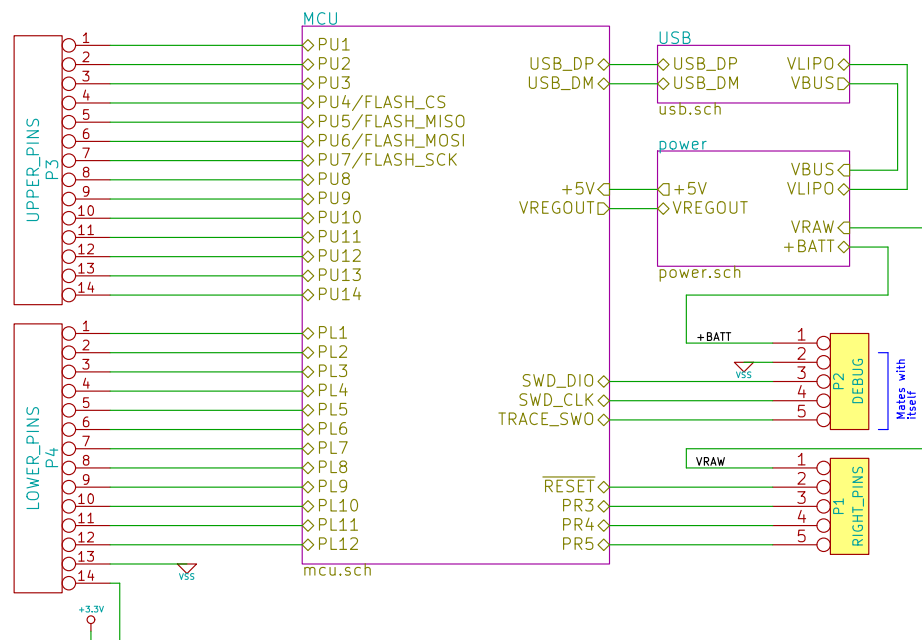 MCU
USB
1 PU1
2 PU2
3 PU3
4 PU4/FLASH_CS
5 PU5/FLASH_MISO
6 PU6/FLASH_MOSI
7 PU7/FLASH_SCK
8 PU8
9 PU9
10 PU10
11 PU11
12 PU12
13 PU13
14 PU14
UPPER_PINS
P3
USB_DP
USB_DM
USB_DP VLIPO
USB_DM VBUS
usb.sch
power
VBUS
+5V
+5V VLIPO
VREGOUT
VREGOUT
VRAW
+BATT
power.sch
1 PL1
2 PL2
3 PL3
4 PL4
5 PL5
6 PL6
7 PL7
8 PL8
9 PL9
10 PL10
11 PL11
12 PL12
13
VSS
14
LOWER_PINS
P4
+3.3V
+BATT 1
VSS 2
SWD_DIO 3
SWD_CLK 4
TRACE_SWO 5
P2
DEBUG
Mates with
itself
VRAW 1
RESET 2
PR3 3
PR4 4
PR5 5
P1
RIGHT_PINS
mcu.sch